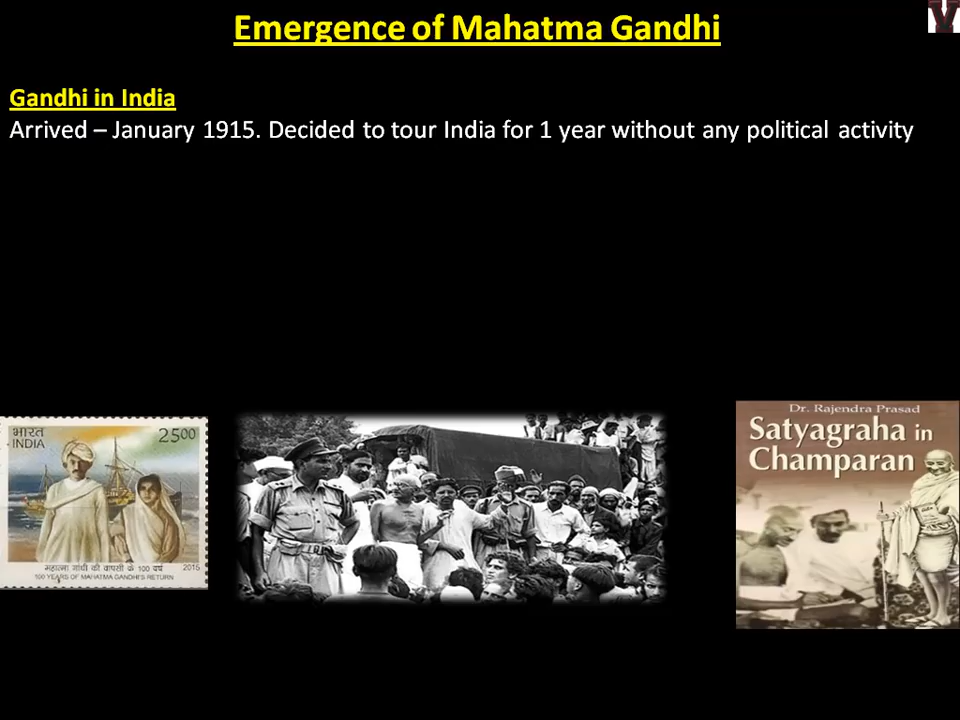 Emergence of Mahatma Gandhi
Gandhi in India
Arrived – January 1915. Decided to tour India for 1 year without any political activity
भारत
INDIA
2500
महात्मा गाँधी की वापसी के 100 वर्ष
2015
100 YEARS OF MAHATMA GANDHI'S RETURN
Dr. Rajendra Prasad
Satyagraha in
Champaran